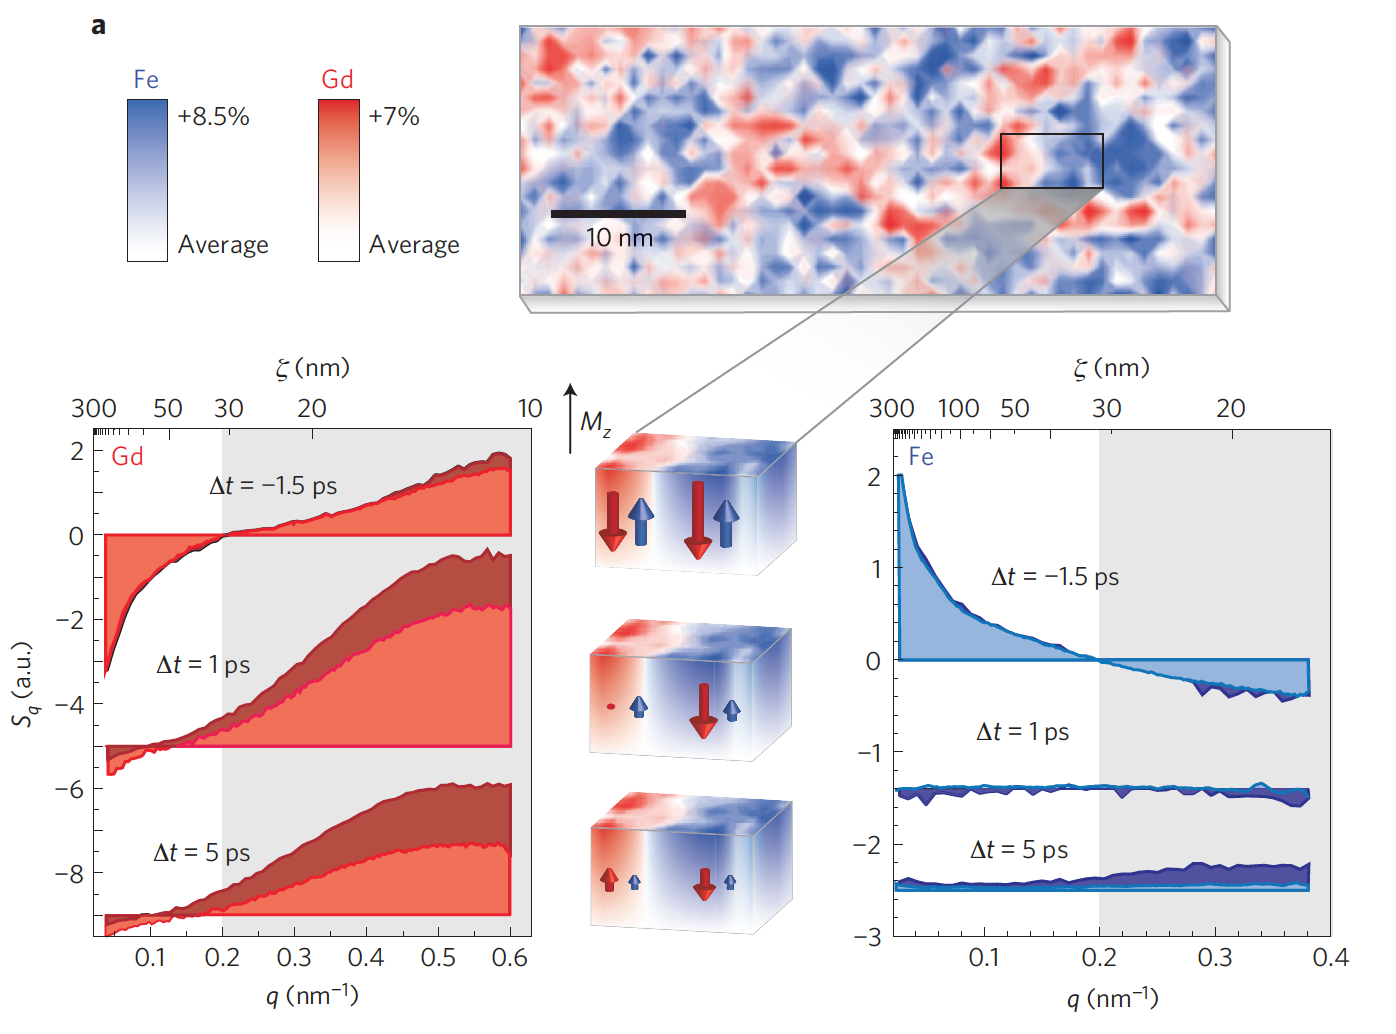 a
Fe
+8.5%
Average
Gd
+7%
Average
10 nm
ζ (nm)
300 50 30 20 10
Gd
Δt = −1.5 ps
Δt = 1 ps
Δt = 5 ps
2
0
−2
−4
−6
−8
S_q (a.u.)
0.1 0.2 0.3 0.4 0.5 0.6
q (nm⁻¹)
M_z
ζ (nm)
300 100 50 30 20
Fe
Δt = −1.5 ps
Δt = 1 ps
Δt = 5 ps
2
1
0
−1
−2
−3
0.1 0.2 0.3 0.4
q (nm⁻¹)